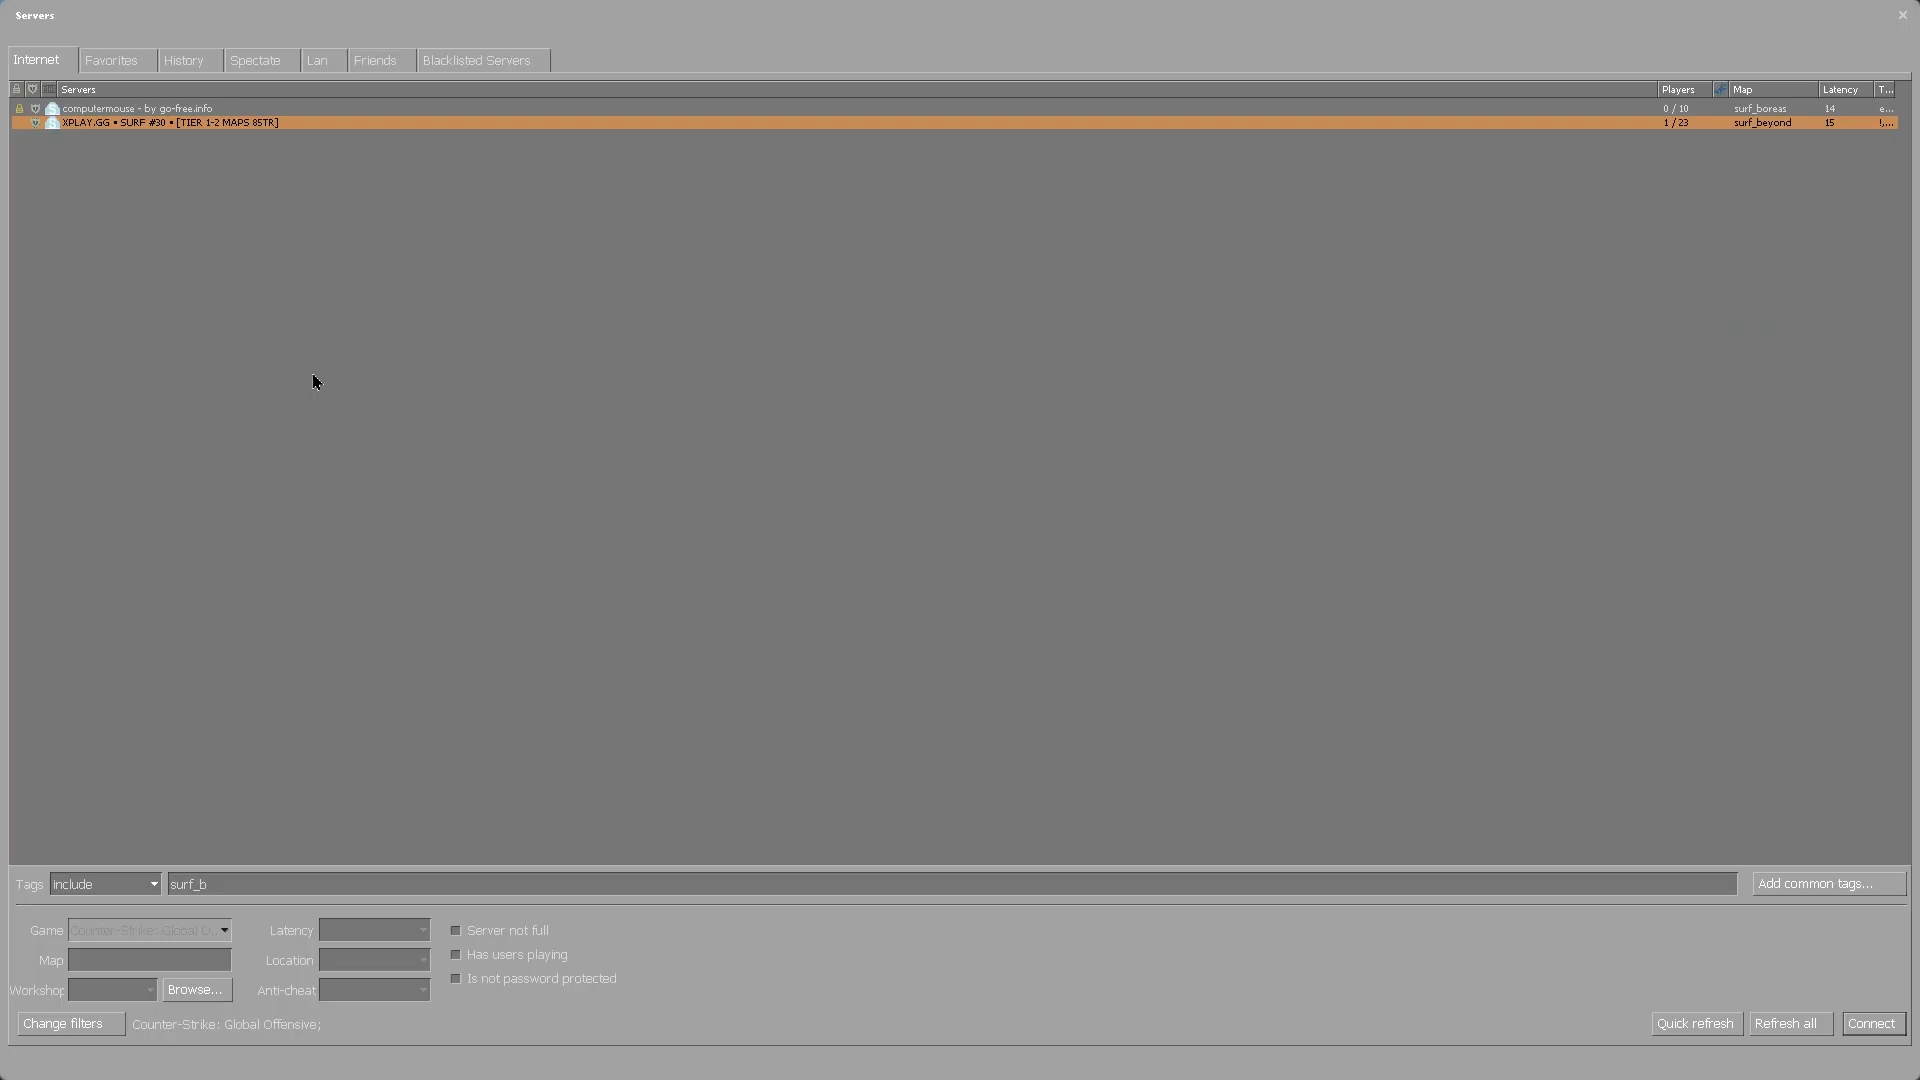 Servers
Internet
Favorites
History
Spectate
Lan
Friends
Blacklisted Servers
Servers
Players
Map
Latency
T...
computermouse - by go-free.info
0 / 10
surf_boreas
14
e...
XPLAY.GG • SURF #30 • [TIER 1-2 MAPS 85TR]
1 / 23
surf_beyond
15
!,...
Tags
include
surf_b
Add common tags...
Game
Counter-Strike: Global O...
Latency
Server not full
Map
Location
Has users playing
Workshop
Browse...
Anti-cheat
Is not password protected
Change filters
Counter-Strike: Global Offensive;
Quick refresh
Refresh all
Connect